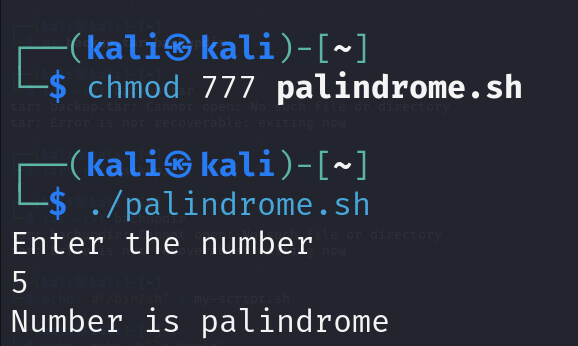 ┌──(kali㉿kali)-[~]
└─$ chmod 777 palindrome.sh
┌──(kali㉿kali)-[~]
└─$ ./palindrome.sh
Enter the number
5
Number is palindrome